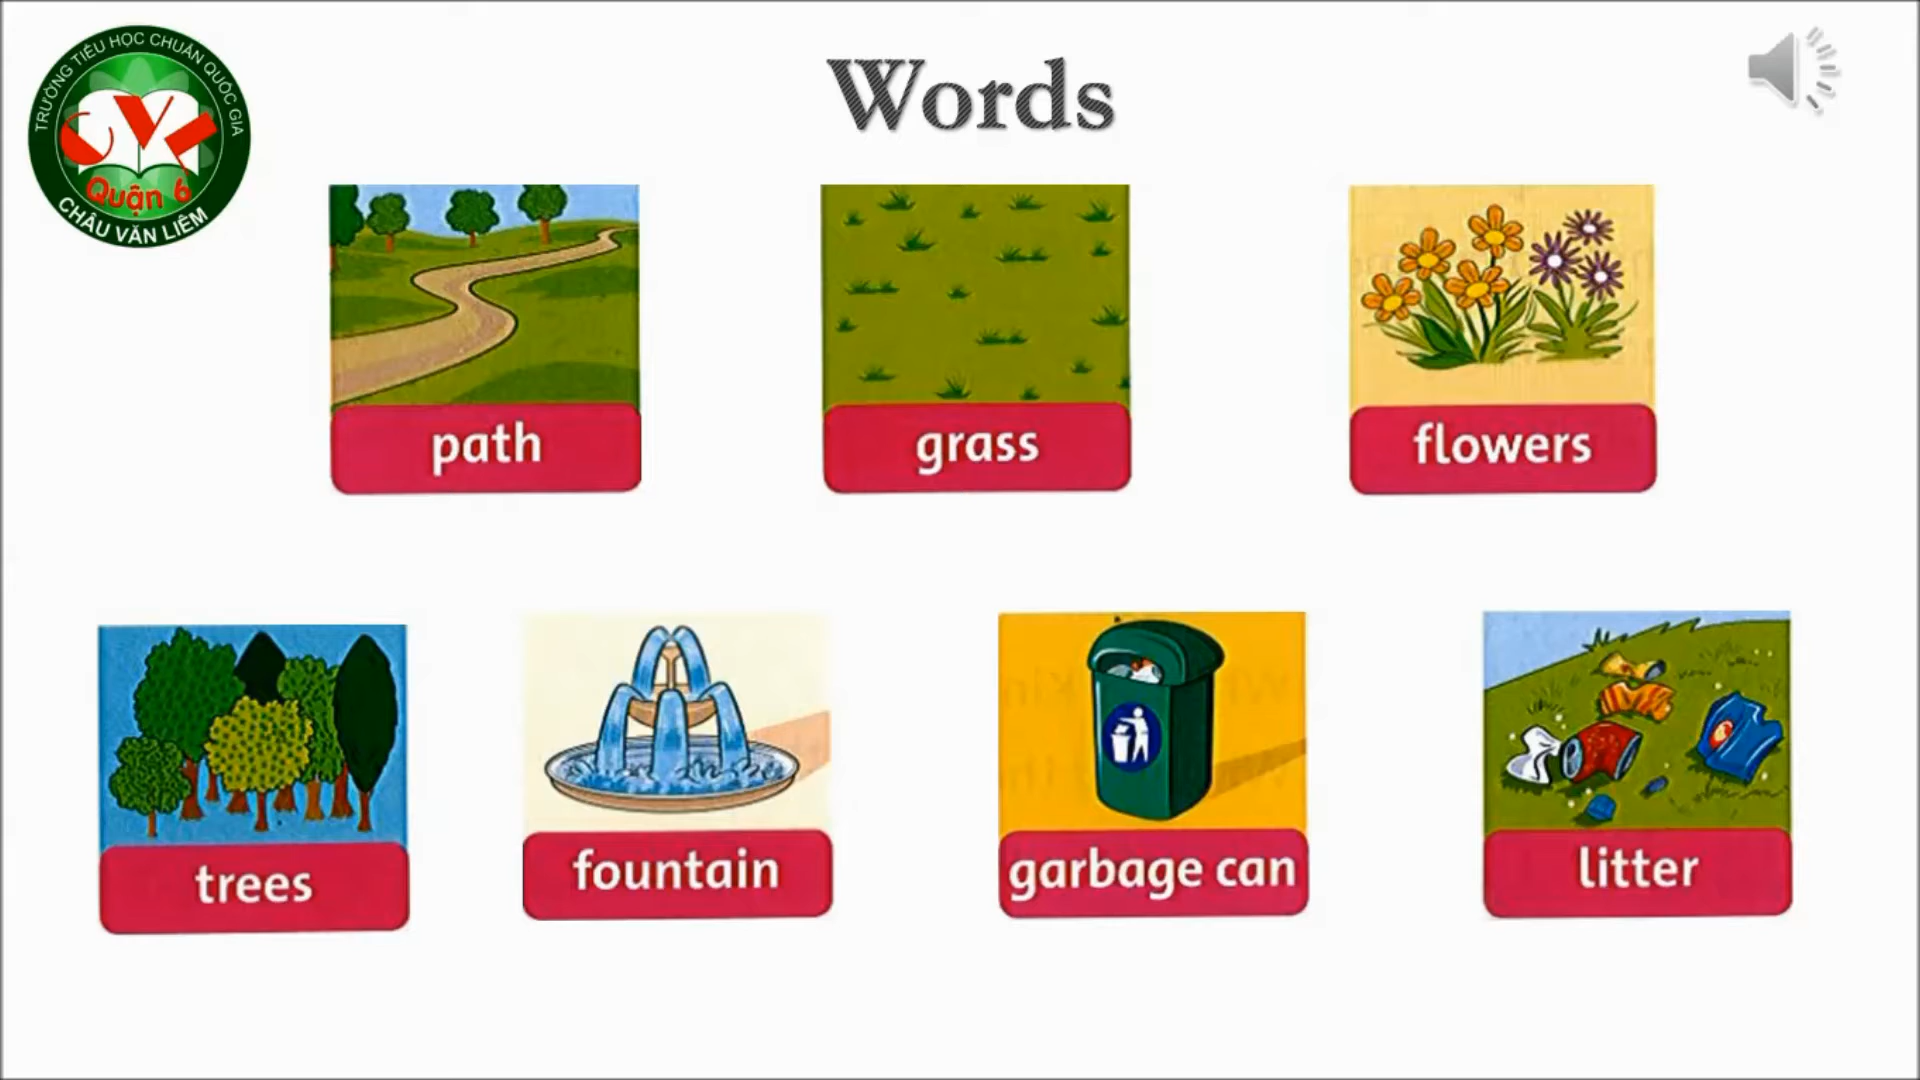 TRƯỜNG TIỂU HỌC CHUẨN QUỐC GIA
CVL
Quận 6
CHÂU VĂN LIÊM
Words
path
grass
flowers
trees
fountain
garbage can
litter